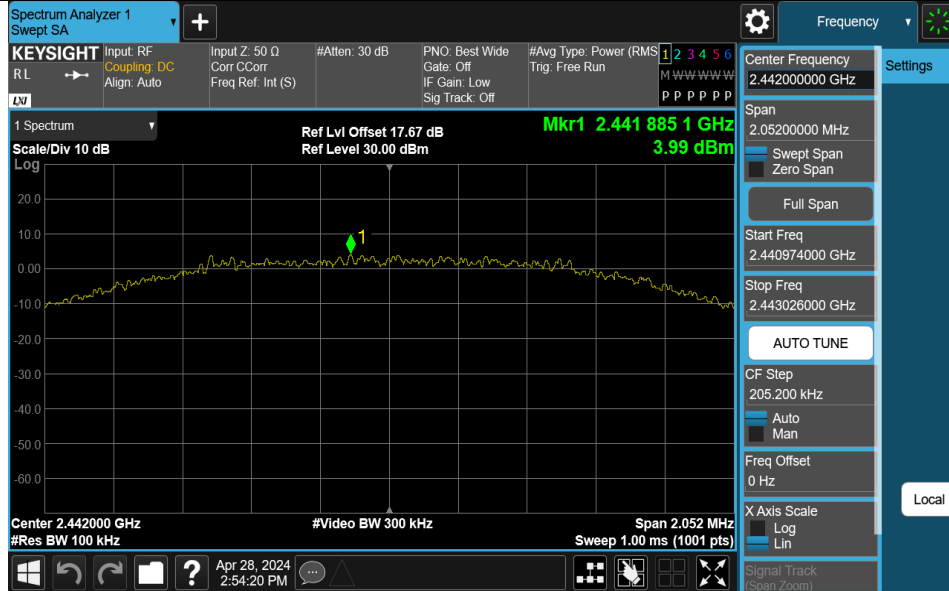 Spectrum Analyzer 1
Swept SA
+
Frequency
KEYSIGHT
RL
LXI
Input: RF
Coupling: DC
Align: Auto
Input Z: 50 Ω
Corr CCorr
Freq Ref: Int (S)
#Atten: 30 dB
PNO: Best Wide
Gate: Off
IF Gain: Low
Sig Track: Off
#Avg Type: Power (RMS
Trig: Free Run
1 2 3 4 5 6
M W W W W W
P P P P P P
1 Spectrum
Scale/Div 10 dB
Log
Ref Lvl Offset 17.67 dB
Ref Level 30.00 dBm
Mkr1 2.441 885 1 GHz
3.99 dBm
20.0
10.0
0.00
-10.0
-20.0
-30.0
-40.0
-50.0
-60.0
1
Center 2.442000 GHz
#Video BW 300 kHz
Span 2.052 MHz
#Res BW 100 kHz
Sweep 1.00 ms (1001 pts)
?
Apr 28, 2024
2:54:20 PM
Center Frequency
2.442000000 GHz
Span
2.05200000 MHz
Swept Span
Zero Span
Full Span
Start Freq
2.440974000 GHz
Stop Freq
2.443026000 GHz
AUTO TUNE
CF Step
205.200 kHz
Auto
Man
Freq Offset
0 Hz
X Axis Scale
Log
Lin
Signal Track
(Span Zoom)
Settings
Local